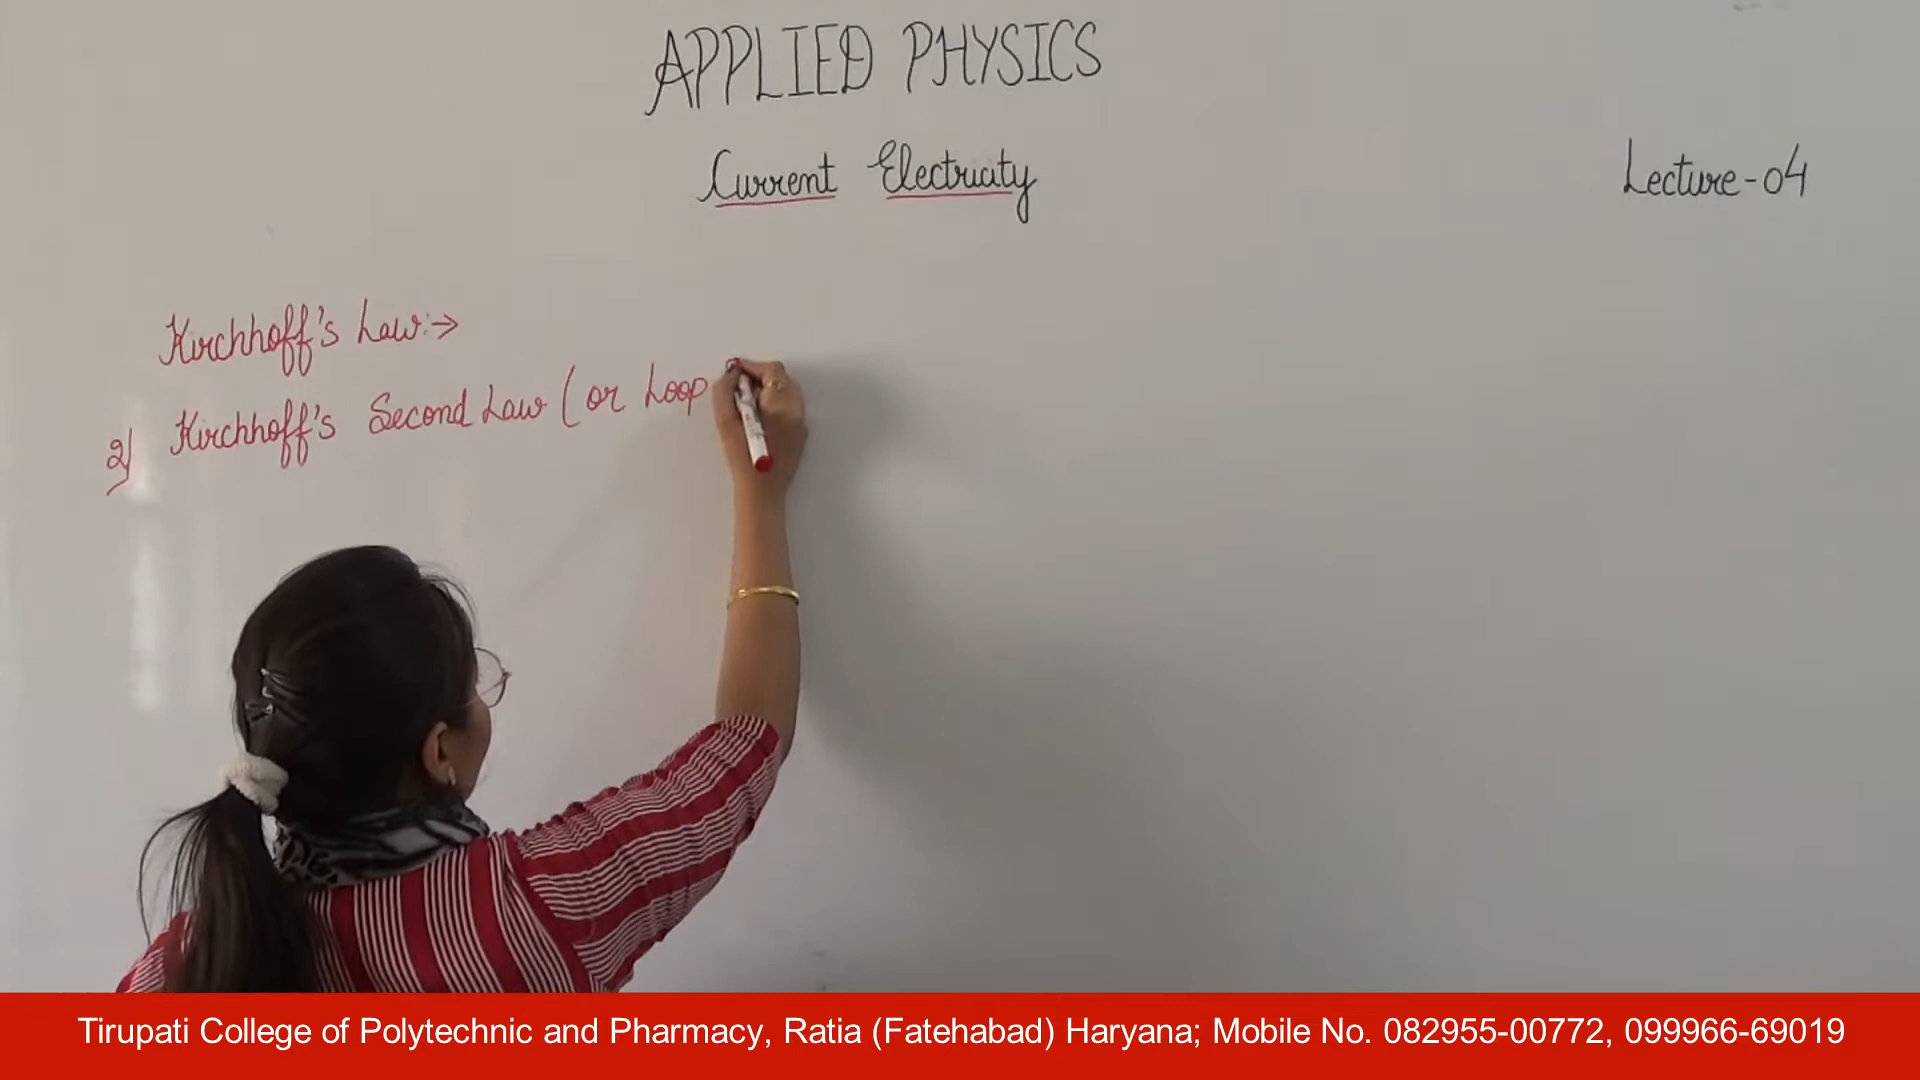 APPLIED PHYSICS
Current Electricity
Lecture-04
Kirchhoff's Law:→
2) Kirchhoff's Second Law (or Loop
Tirupati College of Polytechnic and Pharmacy, Ratia (Fatehabad) Haryana; Mobile No. 082955-00772, 099966-69019